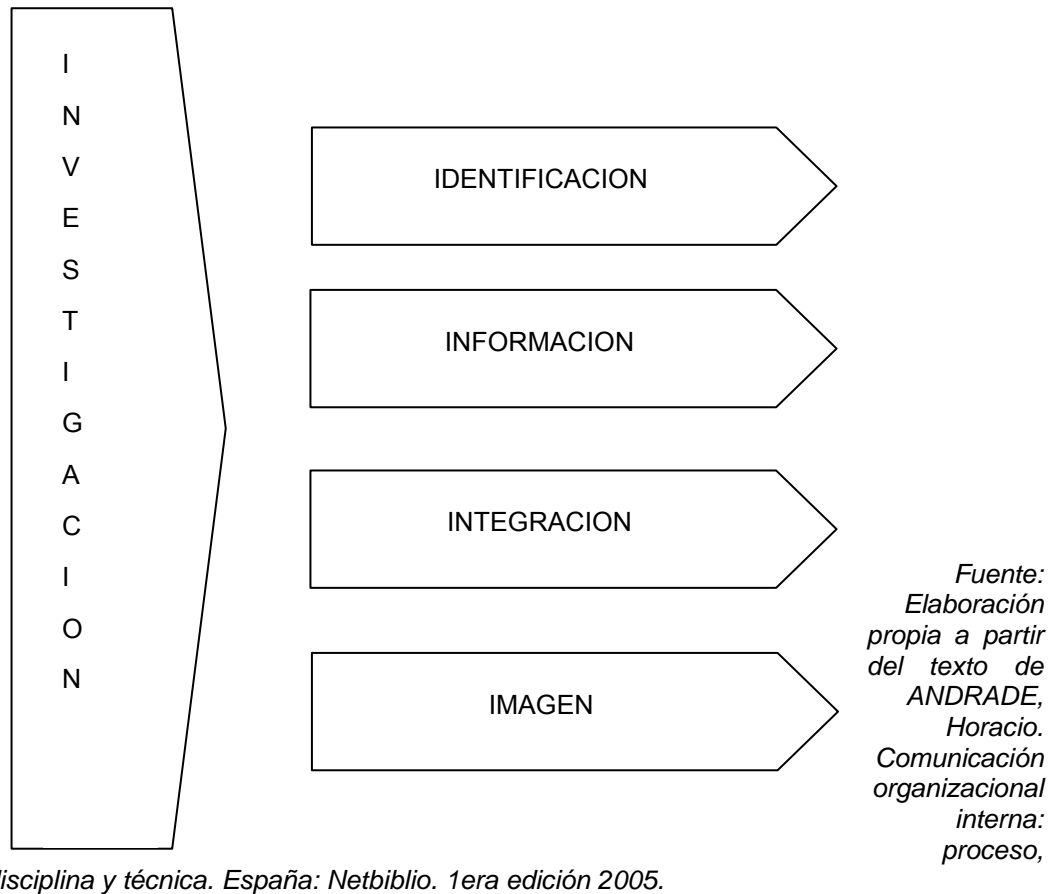 I
N
V
E
S
T
I
G
A
C
I
O
N
IDENTIFICACION
INFORMACION
INTEGRACION
IMAGEN
Fuente:
Elaboración
propia a partir
del texto de
ANDRADE,
Horacio.
Comunicación
organizacional
interna:
proceso,
disciplina y técnica. España: Netbiblio. 1era edición 2005.